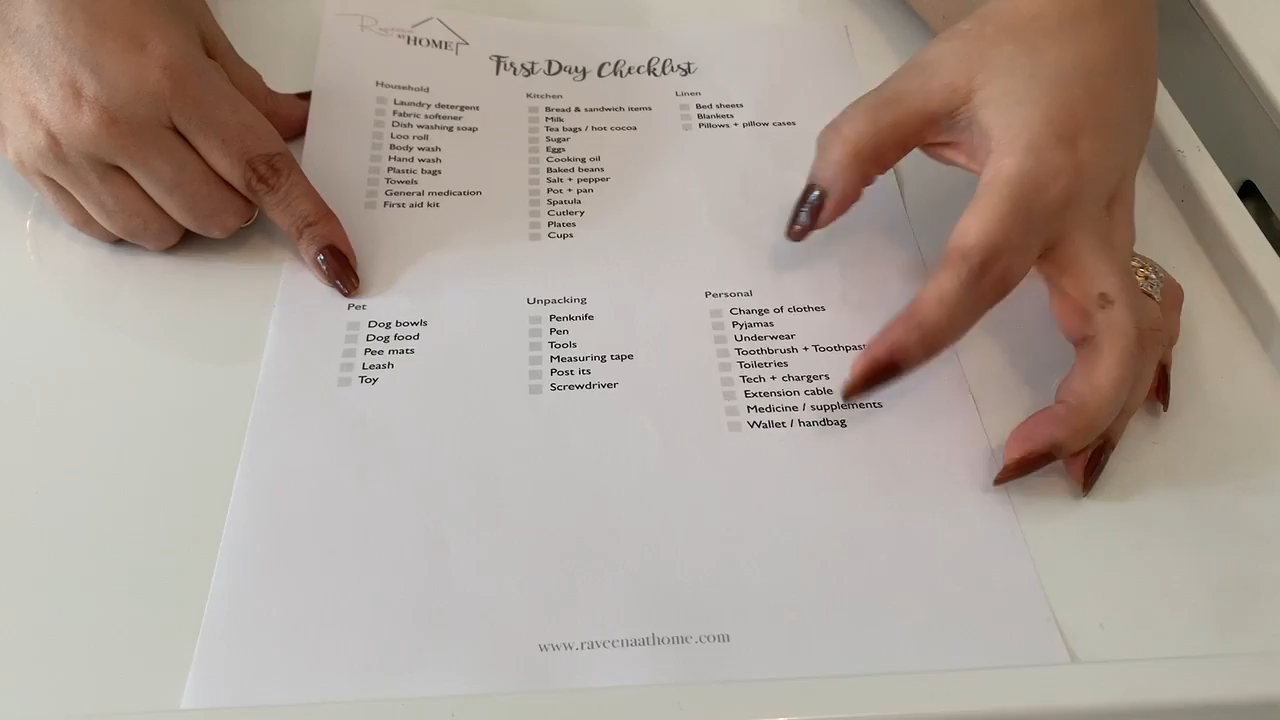 Raveena
AT HOME
First Day Checklist
Household
Laundry detergent
Fabric softener
Dish washing soap
Loo roll
Body wash
Hand wash
Plastic bags
Towels
General medication
First aid kit
Kitchen
Bread & sandwich items
Milk
Tea bags / hot cocoa
Sugar
Eggs
Cooking oil
Baked beans
Salt + pepper
Pot + pan
Spatula
Cutlery
Plates
Cups
Linen
Bed sheets
Blankets
Pillows + pillow cases
Pet
Dog bowls
Dog food
Pee mats
Leash
Toy
Unpacking
Penknife
Pen
Tools
Measuring tape
Post its
Screwdriver
Personal
Change of clothes
Pyjamas
Underwear
Toothbrush + Toothpast
Toiletries
Tech + chargers
Extension cable
Medicine / supplements
Wallet / handbag
www.raveenaathome.com